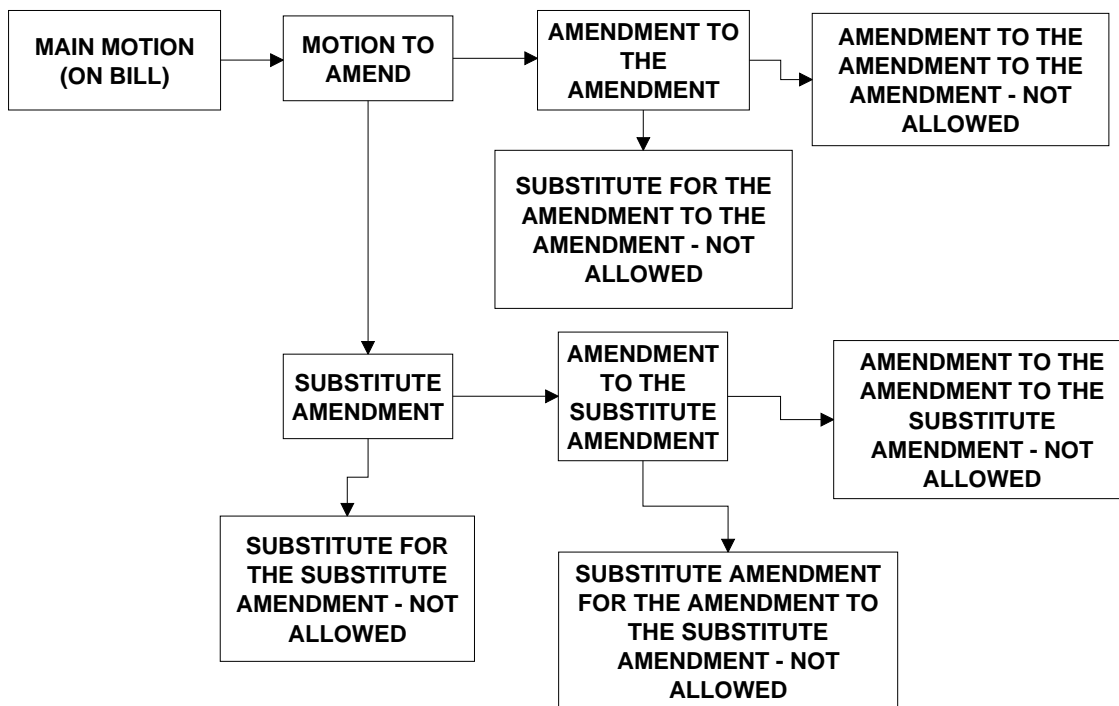 MAIN MOTION
(ON BILL)
MOTION TO
AMEND
AMENDMENT TO
THE
AMENDMENT
AMENDMENT TO THE
AMENDMENT TO THE
AMENDMENT - NOT
ALLOWED
SUBSTITUTE FOR THE
AMENDMENT TO THE
AMENDMENT - NOT
ALLOWED
SUBSTITUTE
AMENDMENT
AMENDMENT
TO THE
SUBSTITUTE
AMENDMENT
AMENDMENT TO THE
AMENDMENT TO THE
SUBSTITUTE
AMENDMENT - NOT
ALLOWED
SUBSTITUTE FOR
THE SUBSTITUTE
AMENDMENT - NOT
ALLOWED
SUBSTITUTE AMENDMENT
FOR THE AMENDMENT TO
THE SUBSTITUTE
AMENDMENT - NOT
ALLOWED